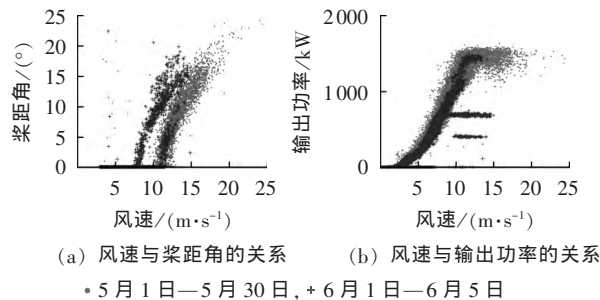 25
20
15
10
5
0
桨距角/(°)
5 10 15 20 25
风速/(m·s⁻¹)
(a) 风速与桨距角的关系
2 000
1 000
0
输出功率/kW
5 10 15 20 25
风速/(m·s⁻¹)
(b) 风速与输出功率的关系
• 5月1日—5月30日, + 6月1日—6月5日